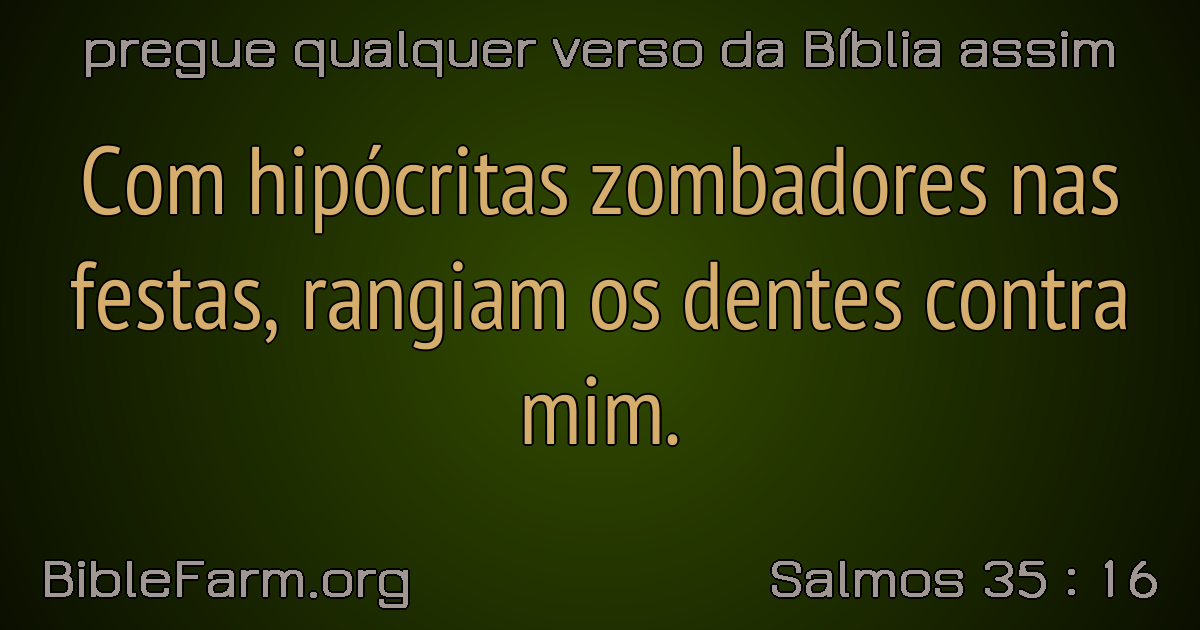 pregue qualquer verso da Bíblia assim
Com hipócritas zombadores nas
festas, rangiam os dentes contra
mim.
BibleFarm.org
Salmos 35 : 16